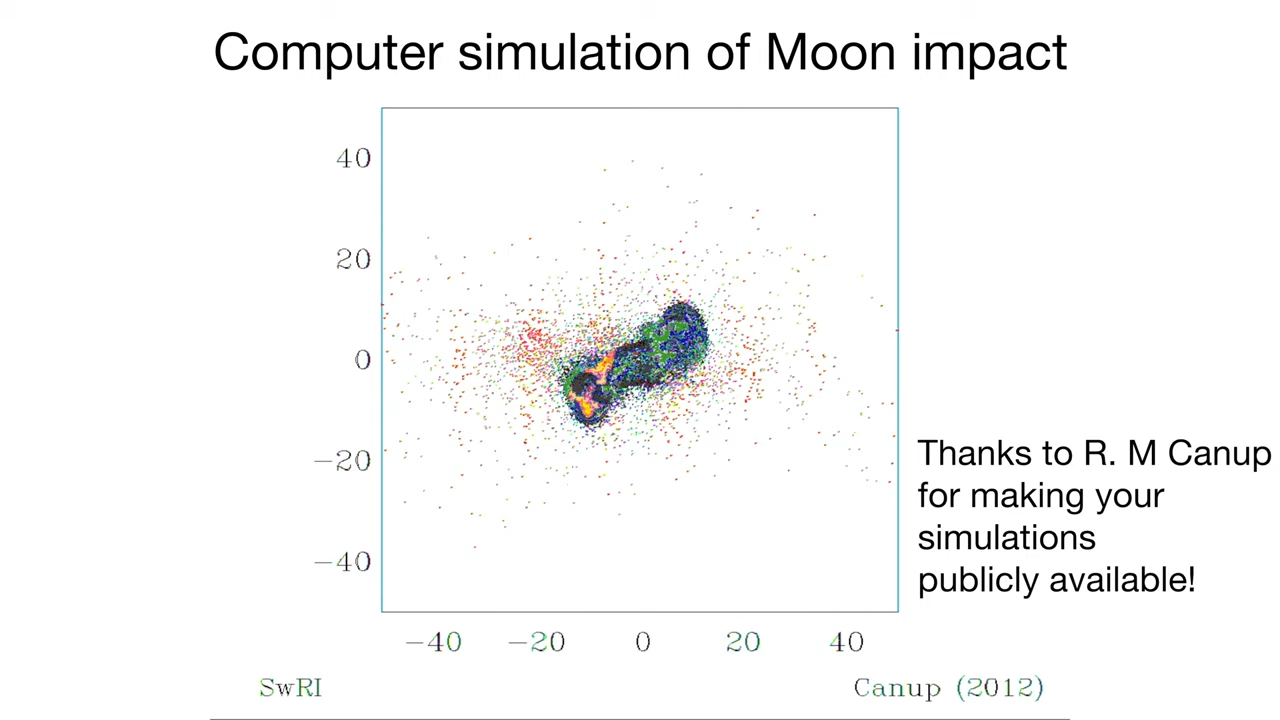 Computer simulation of Moon impact
40
20
0
−20
−40
−40 −20 0 20 40
Thanks to R. M Canup
for making your
simulations
publicly available!
SwRI
Canup (2012)